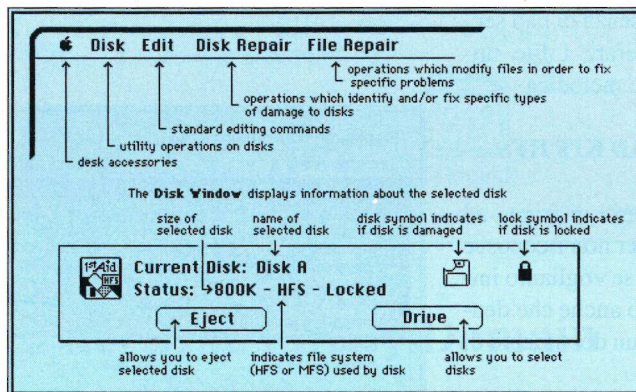 Disk Edit Disk Repair File Repair
operations which modify files in order to fix
specific problems
operations which identify and/or fix specific types
of damage to disks
standard editing commands
utility operations on disks
desk accessories
KIT HFS
The Disk Window displays information about the selected disk
size of
selected disk
name of
selected disk
disk symbol indicates
if disk is damaged
lock symbol indicates
if disk is locked
1st Aid
HFS
Current Disk: Disk A
Status: 800K - HFS - Locked
Eject
Drive
allows you to eject
selected disk
indicates file system
(HFS or MFS) used by disk
allows you to select
disks
anche che